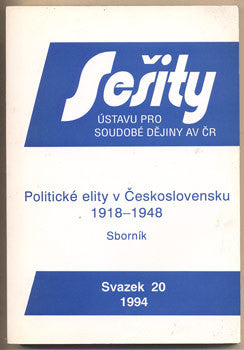 Sešity
ÚSTAVU PRO
SOUDOBÉ DĚJINY AV ČR
Politické elity v Československu
1918–1948
Sborník
Svazek 20
1994